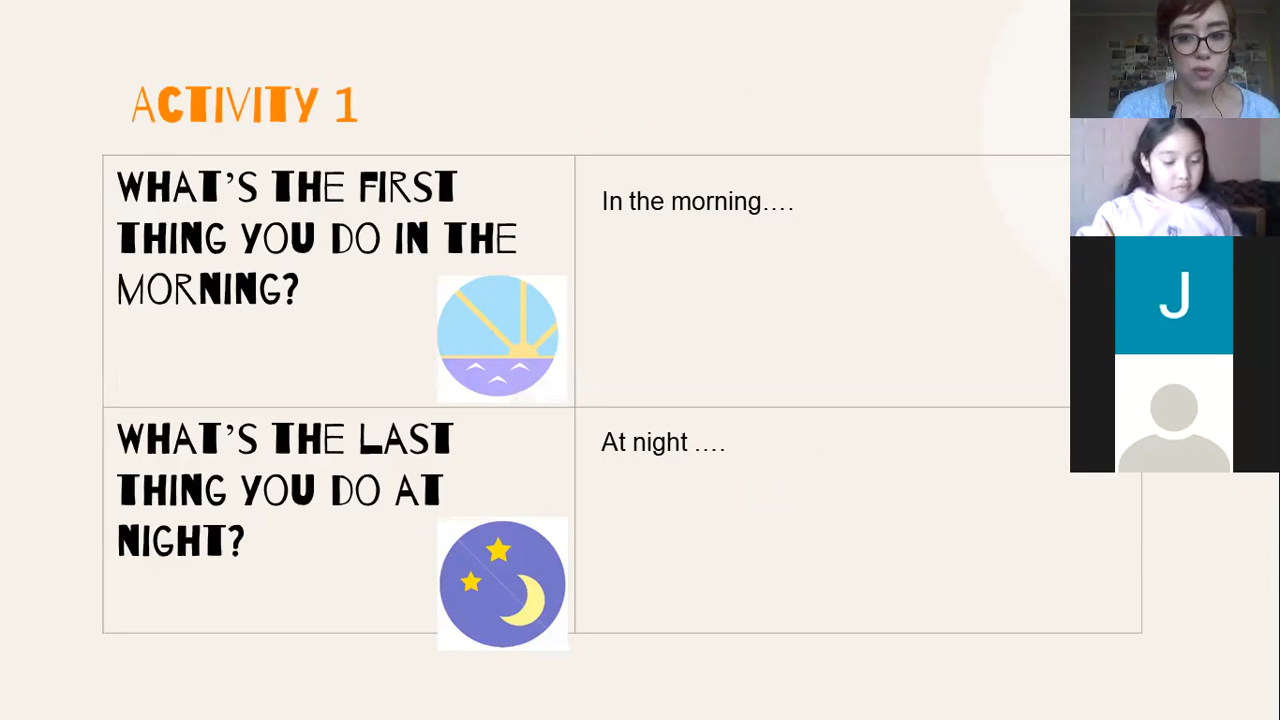 ACTIVITY 1
WHAT'S THE FIRST
THING YOU DO IN THE
MORNING?
In the morning....
WHAT'S THE LAST
THING YOU DO AT
NIGHT?
At night ....
J